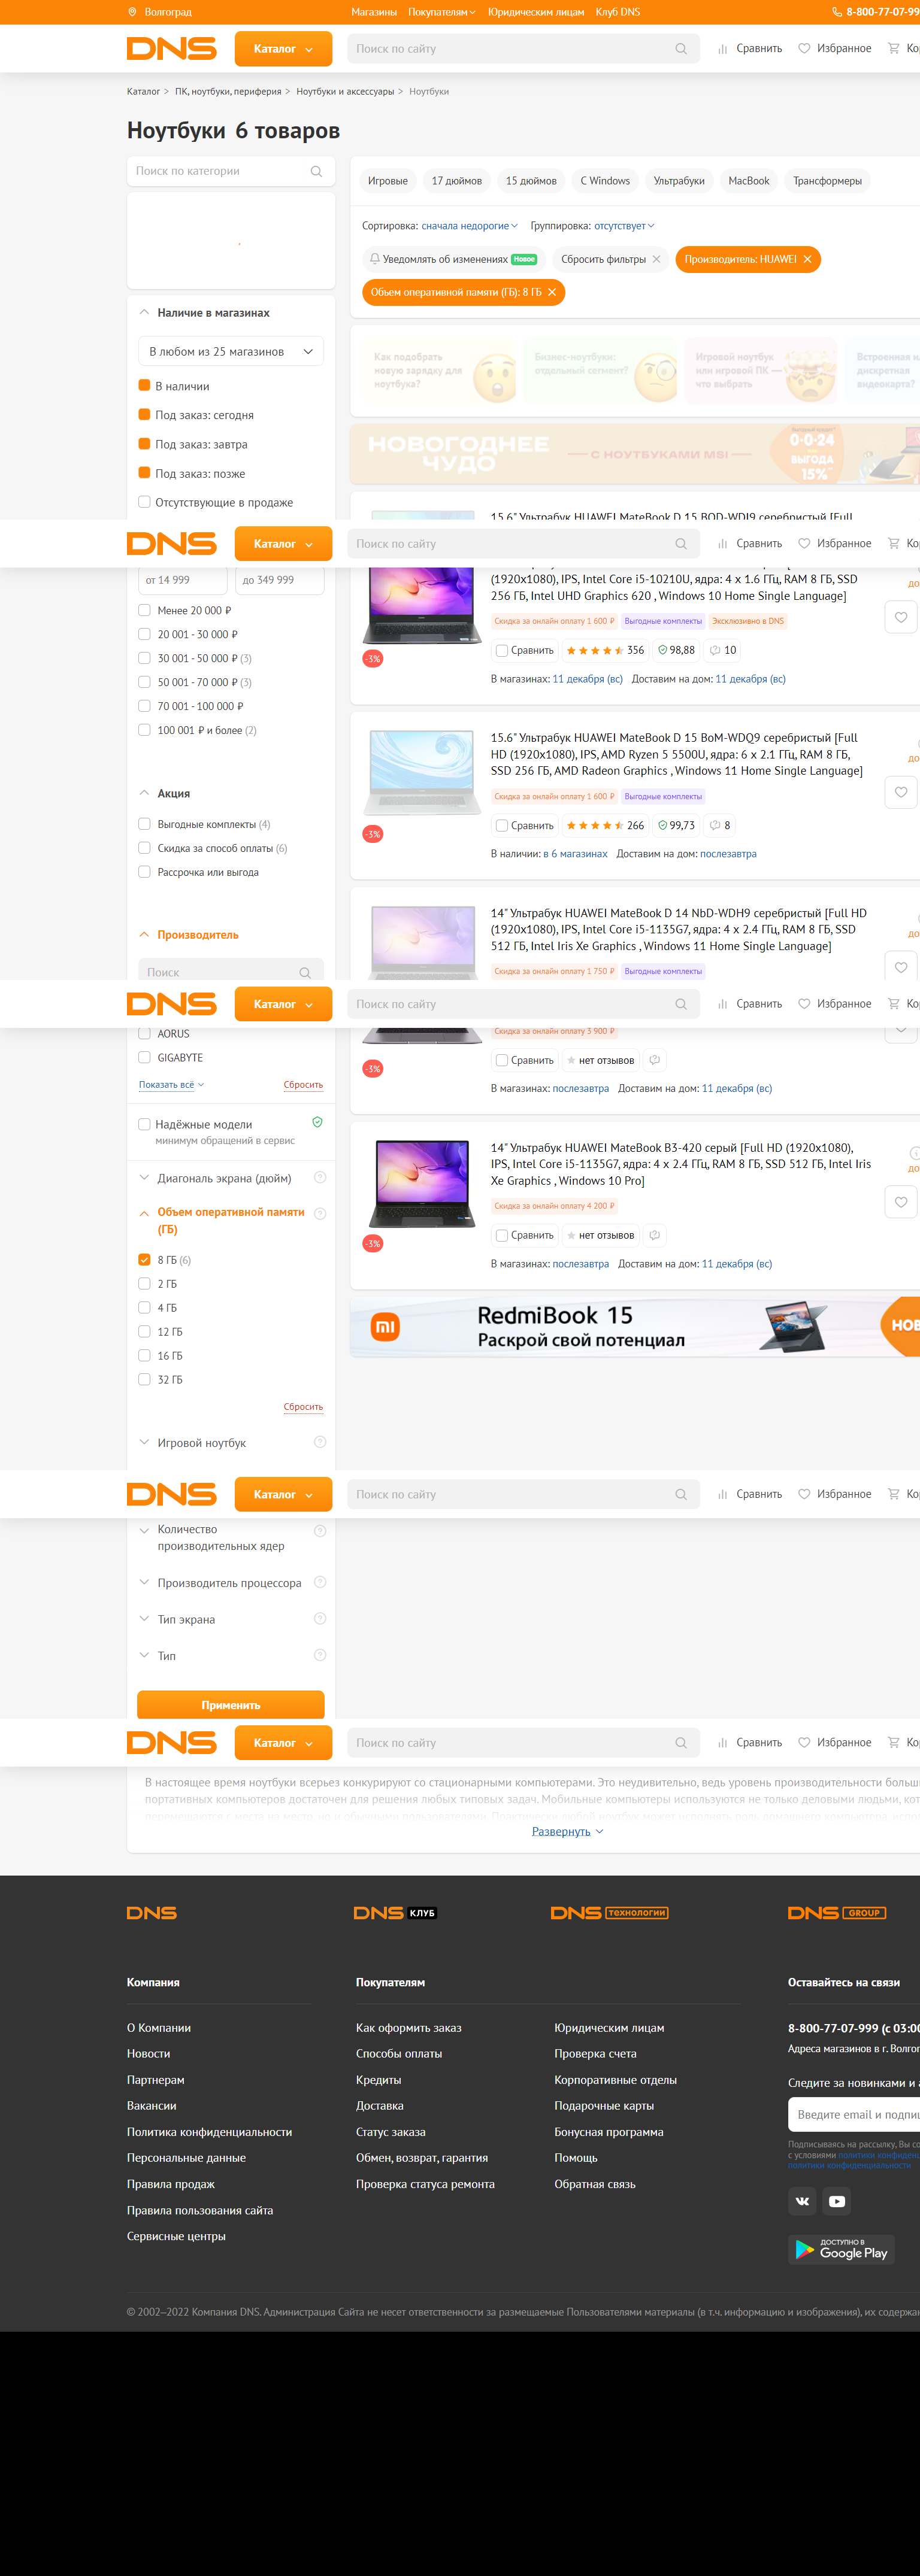 Волгоград
Магазины Покупателям Юридическим лицам Клуб DNS
8-800-77-07-99
DNS Каталог Поиск по сайту Сравнить Избранное
Каталог > ПК, ноутбуки, периферия > Ноутбуки и аксессуары > Ноутбуки
Ноутбуки 6 товаров
Поиск по категории
Игровые 17 дюймов 15 дюймов С Windows Ультрабуки MacBook Трансформеры
Сортировка: сначала недорогие Группировка: отсутствует
Уведомлять об изменениях Новое Сбросить фильтры Производитель: HUAWEI
Объем оперативной памяти (ГБ): 8 ГБ
Наличие в магазинах
В любом из 25 магазинов
В наличии
Под заказ: сегодня
Под заказ: завтра
Под заказ: позже
Отсутствующие в продаже
Как подобрать
новую зарядку для
ноутбука?
Бизнес-ноутбуки:
отдельный сегмент?
Игровой ноутбук
или игровой ПК —
что выбрать
Встроенная
дискретная
видеокарта?
НОВОГОДНЕЕ
ЧУДО
С НОУТБУКАМИ MSI
0-0-24
ВЫГОДА
15%
15.6" Ультрабук HUAWEI MateBook D 15 BOD-WDI9 серебристый [Full
DNS Каталог Поиск по сайту Сравнить Избранное
от 14 999 до 349 999
Менее 20 000 ₽
20 001 - 30 000 ₽
30 001 - 50 000 ₽ (3)
50 001 - 70 000 ₽ (3)
70 001 - 100 000 ₽
100 001 ₽ и более (2)
(1920x1080), IPS, Intel Core i5-10210U, ядра: 4 x 1.6 ГГц, RAM 8 ГБ, SSD
256 ГБ, Intel UHD Graphics 620 , Windows 10 Home Single Language]
Скидка за онлайн оплату 1 600 ₽ Выгодные комплекты Эксклюзивно в DNS
-3%
Сравнить 356 98,88 10
В магазинах: 11 декабря (вс) Доставим на дом: 11 декабря (вс)
15.6" Ультрабук HUAWEI MateBook D 15 BoM-WDQ9 серебристый [Full
HD (1920x1080), IPS, AMD Ryzen 5 5500U, ядра: 6 x 2.1 ГГц, RAM 8 ГБ,
SSD 256 ГБ, AMD Radeon Graphics , Windows 11 Home Single Language]
Скидка за онлайн оплату 1 600 ₽ Выгодные комплекты
-3%
Сравнить 266 99,73 8
В наличии: в 6 магазинах Доставим на дом: послезавтра
Акция
Выгодные комплекты (4)
Скидка за способ оплаты (6)
Рассрочка или выгода
Производитель
Поиск
14" Ультрабук HUAWEI MateBook D 14 NbD-WDH9 серебристый [Full HD
(1920x1080), IPS, Intel Core i5-1135G7, ядра: 4 x 2.4 ГГц, RAM 8 ГБ, SSD
512 ГБ, Intel Iris Xe Graphics , Windows 11 Home Single Language]
Скидка за онлайн оплату 1 750 ₽ Выгодные комплекты
DNS Каталог Поиск по сайту Сравнить Избранное
AORUS
GIGABYTE
Показать всё Сбросить
Скидка за онлайн оплату 3 900 ₽
-3%
Сравнить нет отзывов
В магазинах: послезавтра Доставим на дом: 11 декабря (вс)
Надёжные модели
минимум обращений в сервис
Диагональ экрана (дюйм)
Объем оперативной памяти
(ГБ)
8 ГБ (6)
2 ГБ
4 ГБ
12 ГБ
16 ГБ
32 ГБ
Сбросить
Игровой ноутбук
14" Ультрабук HUAWEI MateBook B3-420 серый [Full HD (1920x1080),
IPS, Intel Core i5-1135G7, ядра: 4 x 2.4 ГГц, RAM 8 ГБ, SSD 512 ГБ, Intel Iris
Xe Graphics , Windows 10 Pro]
Скидка за онлайн оплату 4 200 ₽
-3%
Сравнить нет отзывов
В магазинах: послезавтра Доставим на дом: 11 декабря (вс)
RedmiBook 15
Раскрой свой потенциал
DNS Каталог Поиск по сайту Сравнить Избранное
Количество
производительных ядер
Производитель процессора
Тип экрана
Тип
Применить
DNS Каталог Поиск по сайту Сравнить Избранное
В настоящее время ноутбуки всерьез конкурируют со стационарными компьютерами. Это неудивительно, ведь уровень производительности
портативных компьютеров достаточен для решения любых типовых задач. Мобильные компьютеры используются не только деловыми людьми,
Развернуть
DNS DNS КЛУБ DNS ТЕХНОЛОГИИ DNS GROUP
Компания
О Компании
Новости
Партнерам
Вакансии
Политика конфиденциальности
Персональные данные
Правила продаж
Правила пользования сайта
Сервисные центры
Покупателям
Как оформить заказ
Способы оплаты
Кредиты
Доставка
Статус заказа
Обмен, возврат, гарантия
Проверка статуса ремонта
Юридическим лицам
Проверка счета
Корпоративные отделы
Подарочные карты
Бонусная программа
Помощь
Обратная связь
Оставайтесь на связи
8-800-77-07-999 (с 03:00
Адреса магазинов в г. Волгог
Следите за новинками и
Введите email и подпиш
Подписываясь на рассылку, Вы со
с условиями политики конфиденц
политики конфиденциальности
ДОСТУПНО В
Google Play
© 2002–2022 Компания DNS. Администрация Сайта не несет ответственности за размещаемые Пользователями материалы (в т.ч. информацию и изображения), их